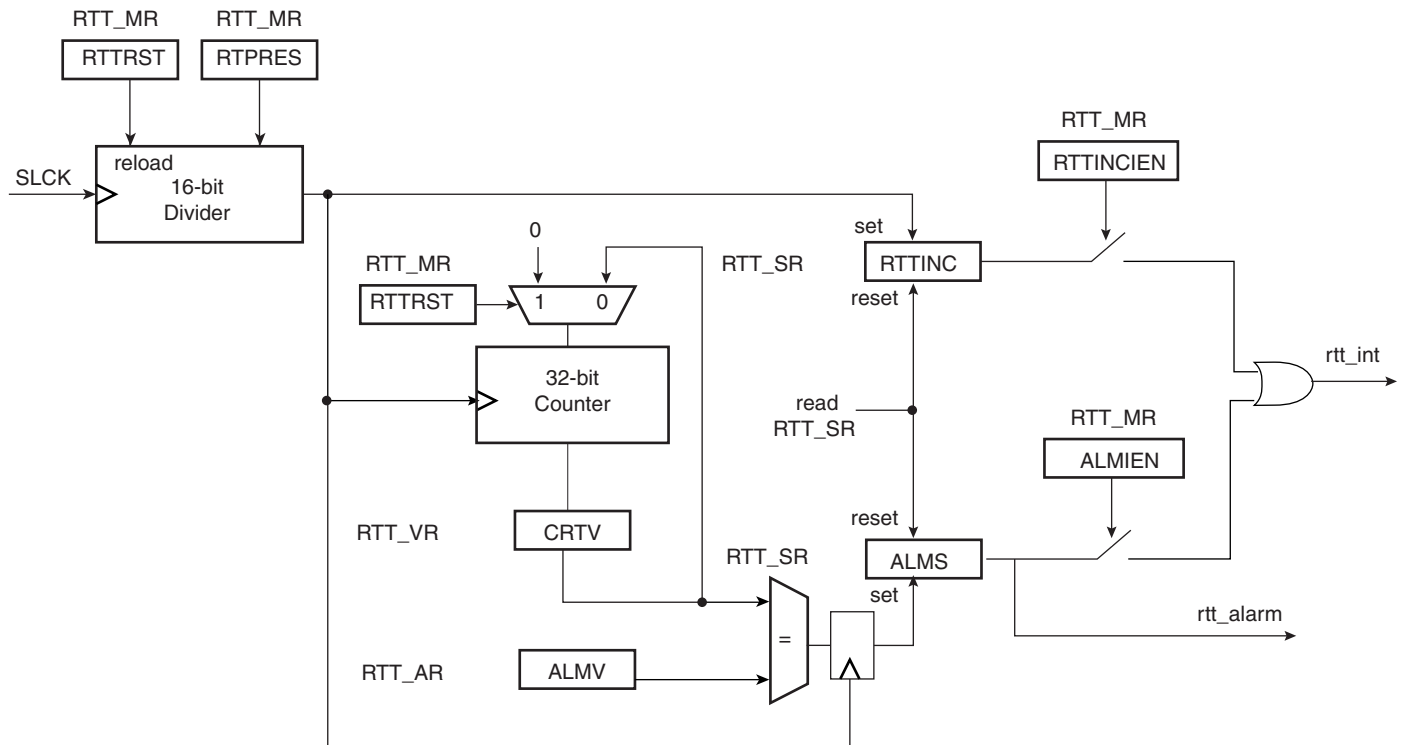 RTT_MR
RTT_MR
RTTRST
RTPRES
reload
SLCK
16-bit
Divider
RTT_MR
RTTINCIEN
0
set
RTT_MR
RTT_SR
RTTINC
RTTRST
1
0
reset
32-bit
Counter
rtt_int
read
RTT_SR
RTT_MR
ALMIEN
reset
RTT_VR
CRTV
RTT_SR
ALMS
set
rtt_alarm
=
RTT_AR
ALMV